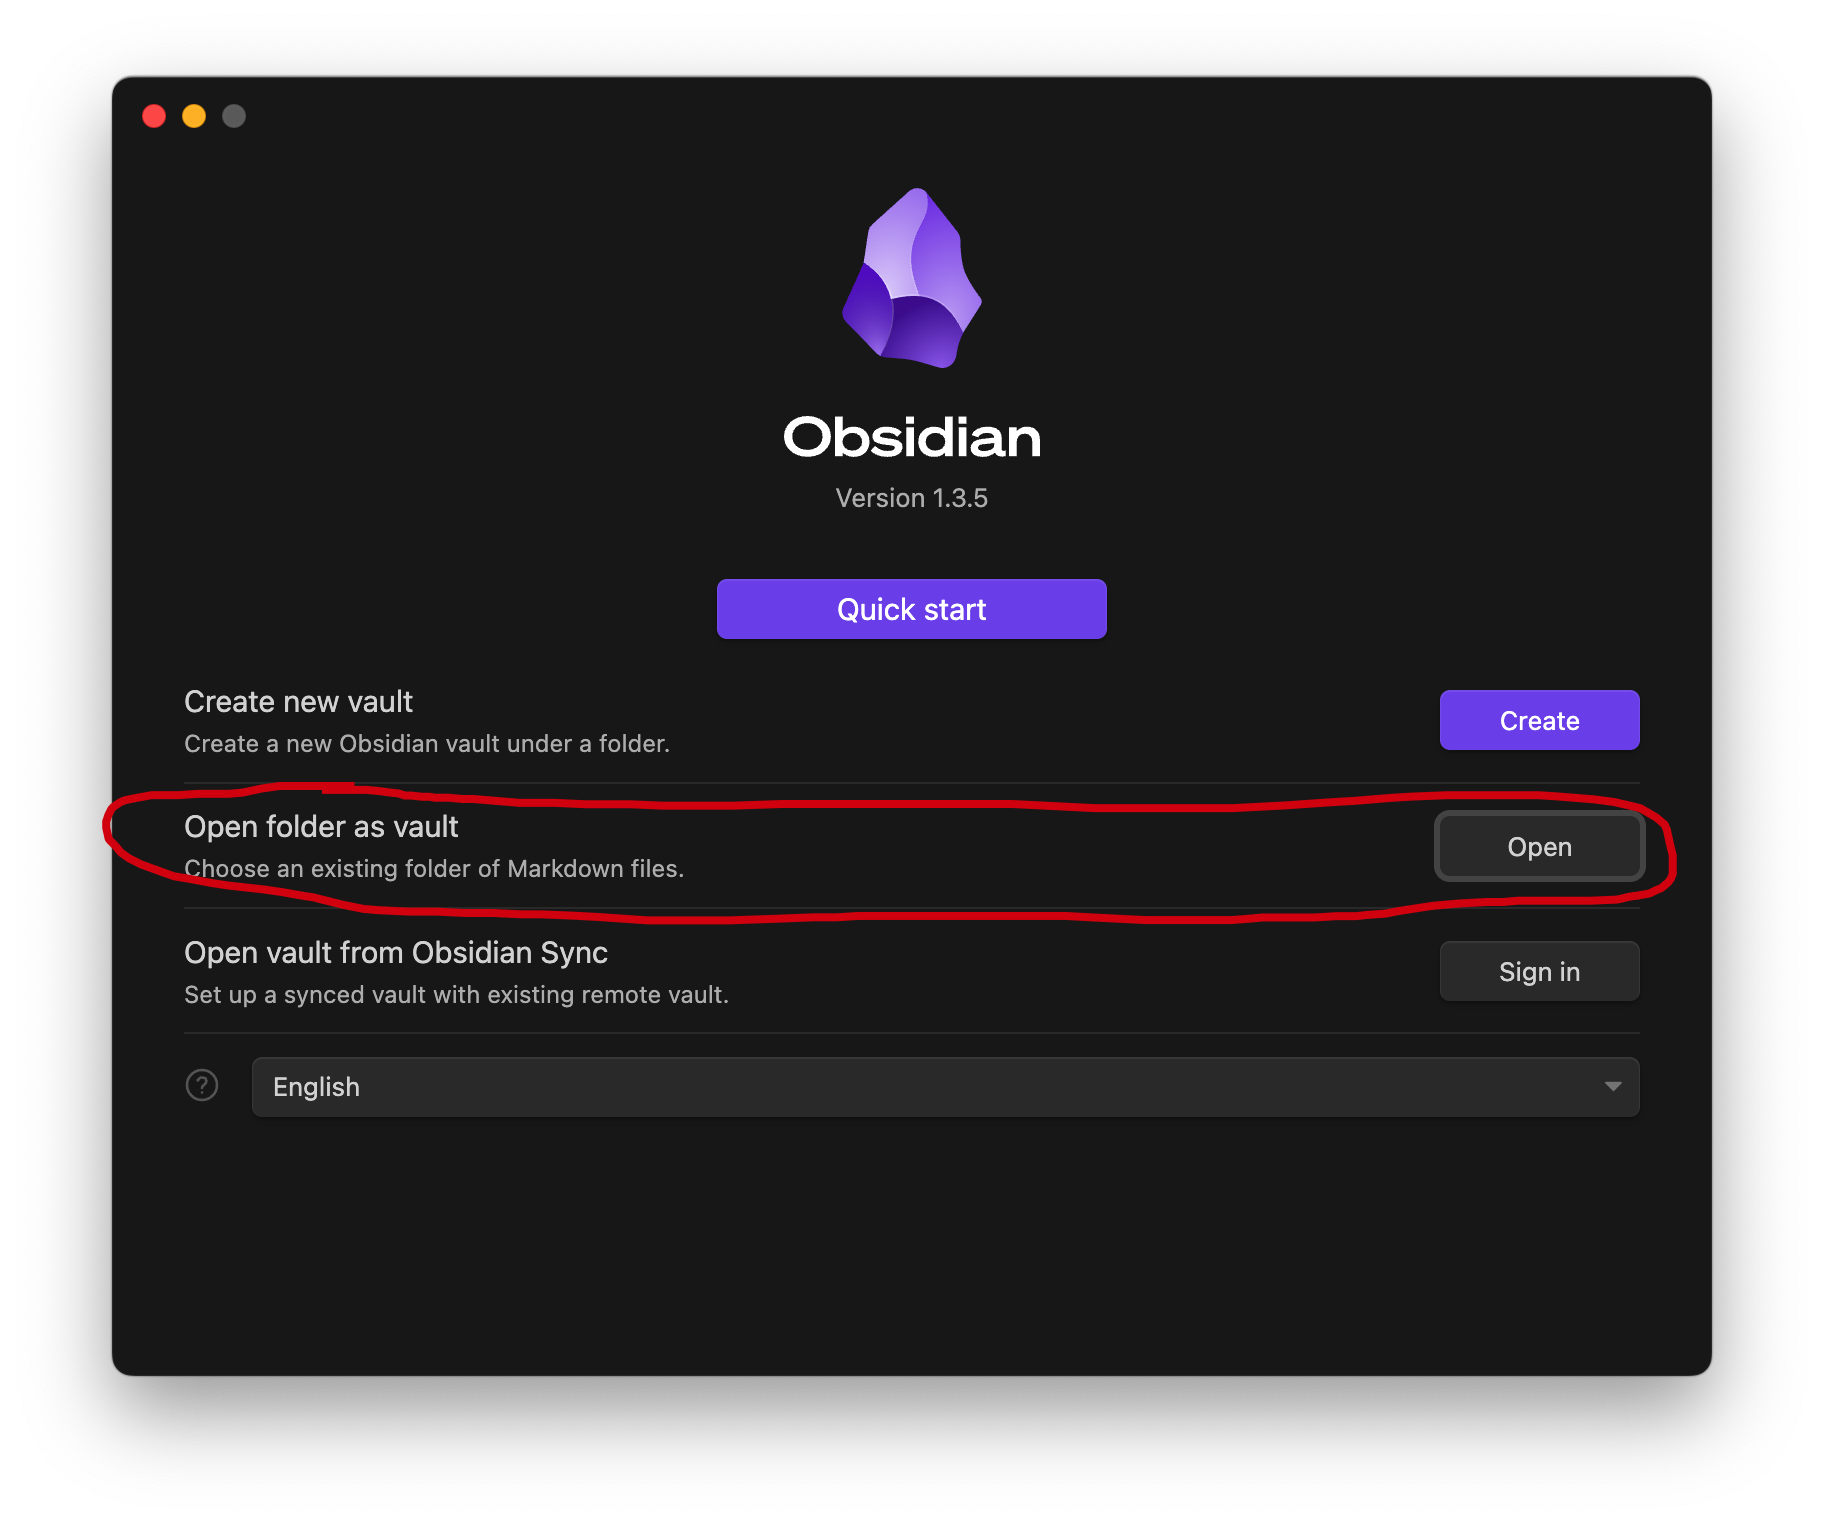 Obsidian
Version 1.3.5
Quick start
Create new vault
Create a new Obsidian vault under a folder.
Create
Open folder as vault
Choose an existing folder of Markdown files.
Open
Open vault from Obsidian Sync
Set up a synced vault with existing remote vault.
Sign in
? English